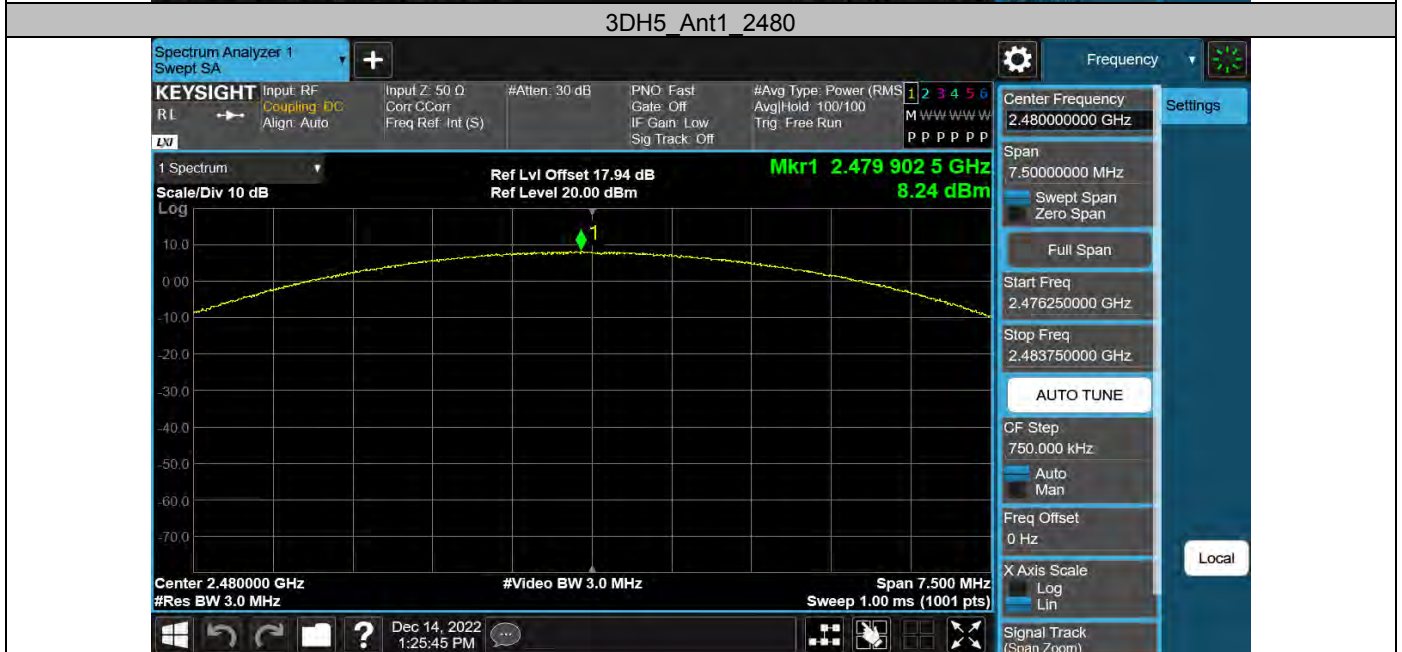 3DH5_Ant1_2480
Spectrum Analyzer 1
Swept SA
Frequency
KEYSIGHT
RL
LXI
Input: RF
Coupling: DC
Align: Auto
Input Z: 50 Ω
Corr CCorr
Freq Ref: Int (S)
#Atten: 30 dB
PNO: Fast
Gate: Off
IF Gain: Low
Sig Track: Off
#Avg Type: Power (RMS
Avg|Hold: 100/100
Trig: Free Run
1 2 3 4 5 6
M W W W W W
P P P P P P
1 Spectrum
Scale/Div 10 dB
Log
Ref Lvl Offset 17.94 dB
Ref Level 20.00 dBm
Mkr1 2.479 902 5 GHz
8.24 dBm
1
10.0
0.00
-10.0
-20.0
-30.0
-40.0
-50.0
-60.0
-70.0
Center 2.480000 GHz
#Res BW 3.0 MHz
#Video BW 3.0 MHz
Span 7.500 MHz
Sweep 1.00 ms (1001 pts)
Center Frequency
2.480000000 GHz
Settings
Span
7.50000000 MHz
Swept Span
Zero Span
Full Span
Start Freq
2.476250000 GHz
Stop Freq
2.483750000 GHz
AUTO TUNE
CF Step
750.000 kHz
Auto
Man
Freq Offset
0 Hz
X Axis Scale
Log
Lin
Local
Signal Track
(Span Zoom)
?
Dec 14, 2022
1:25:45 PM